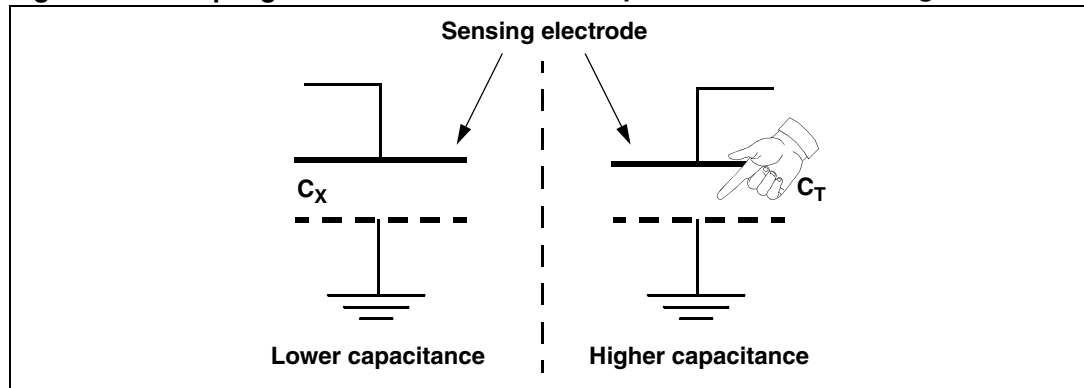 Sensing electrode
CX
CT
Lower capacitance
Higher capacitance